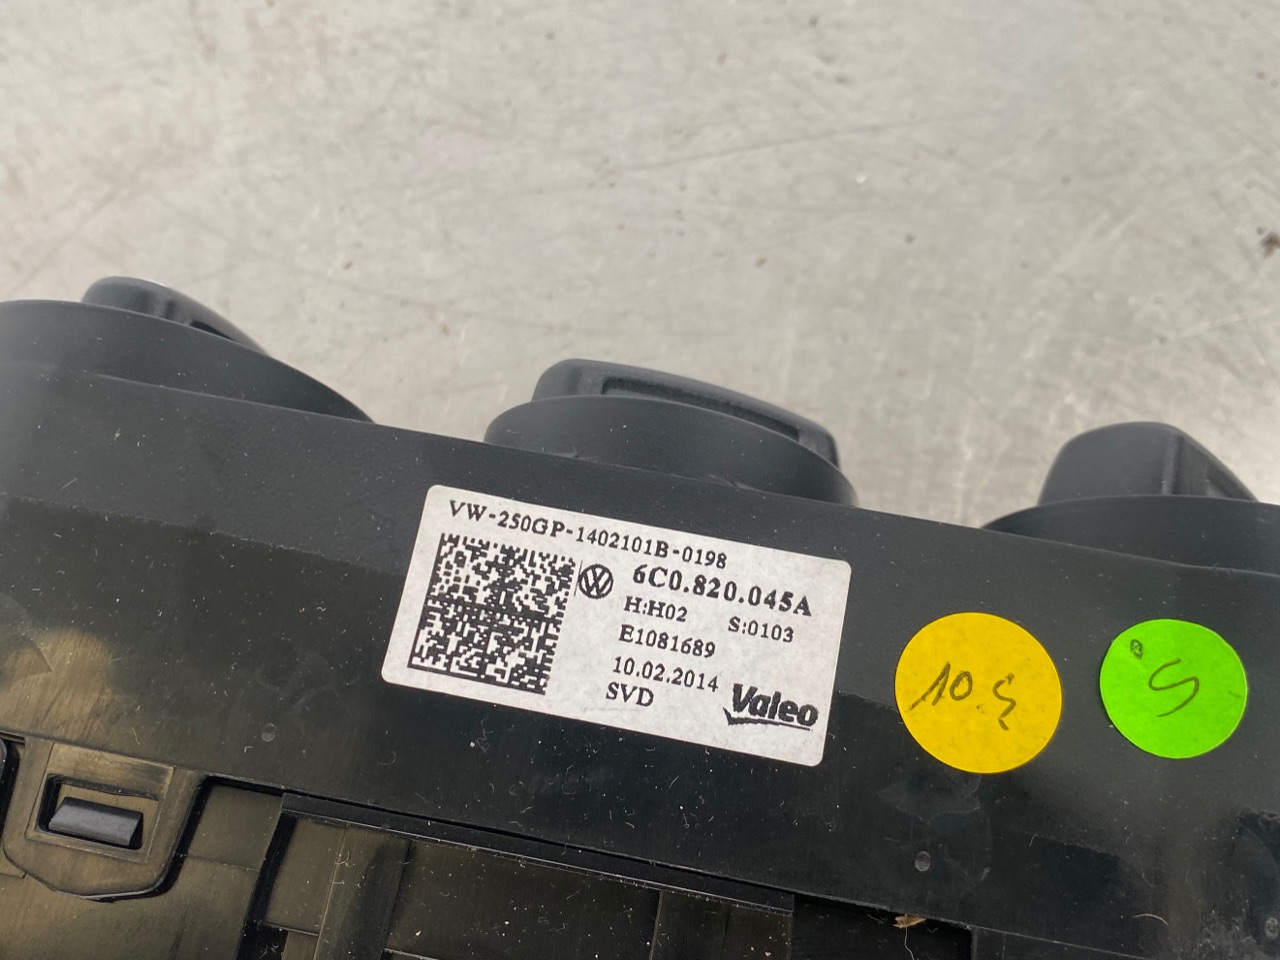 VW-250GP-1402101B-0198
6C0.820.045A
H:H02 S:0103
E1081689
10.02.2014
SVD
Valeo
10.5
S